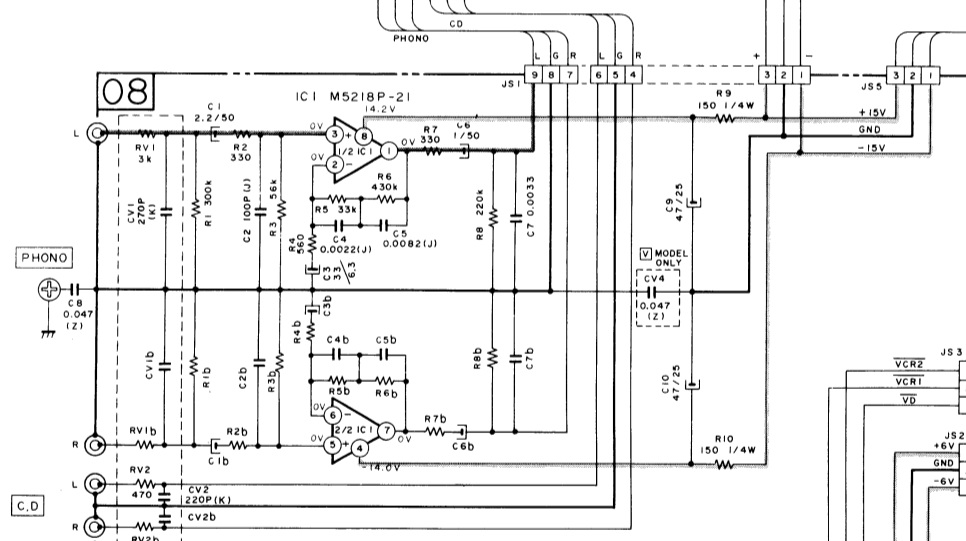 CD
PHONO
L G R
L G R
+ -
9 8 7
6 5 4
3 2 1
3 2 1
JS1
JS5
08
IC1 M5218P-21
14.2V
R9
150 1/4W
+15V
GND
-15V
C1
2.2/50
L
RV1
3k
R2
330
0V
3 + 8
1/2 IC1
1
0V
2 -
0V
R7
330
C6
1/50
CV1
270P
(K)
R1 300k
C2 100P(J)
R3 56k
R6
430k
R5 33k
C4
0.0022(J)
C5
0.0082(J)
R4
560
C3
33/6.3
R8 220k
C7 0.0033
C9
47/25
V MODEL
ONLY
CV4
0.047
(Z)
PHONO
C8
0.047
(Z)
C3b
R4b
C4b
C5b
R5b
R6b
CV1b
R1b
C2b
R3b
R8b
C7b
C10
47/25
JS3
VCR2
VCR1
VD
0V
6 -
2/2 IC1
7
0V
5 +
4
0V
-14.0V
R7b
C6b
R
RV1b
C1b
R2b
R10
150 1/4W
JS2
+6V
GND
-6V
L
RV2
470
CV2
220P(K)
C.D
R
CV2b
RV2b